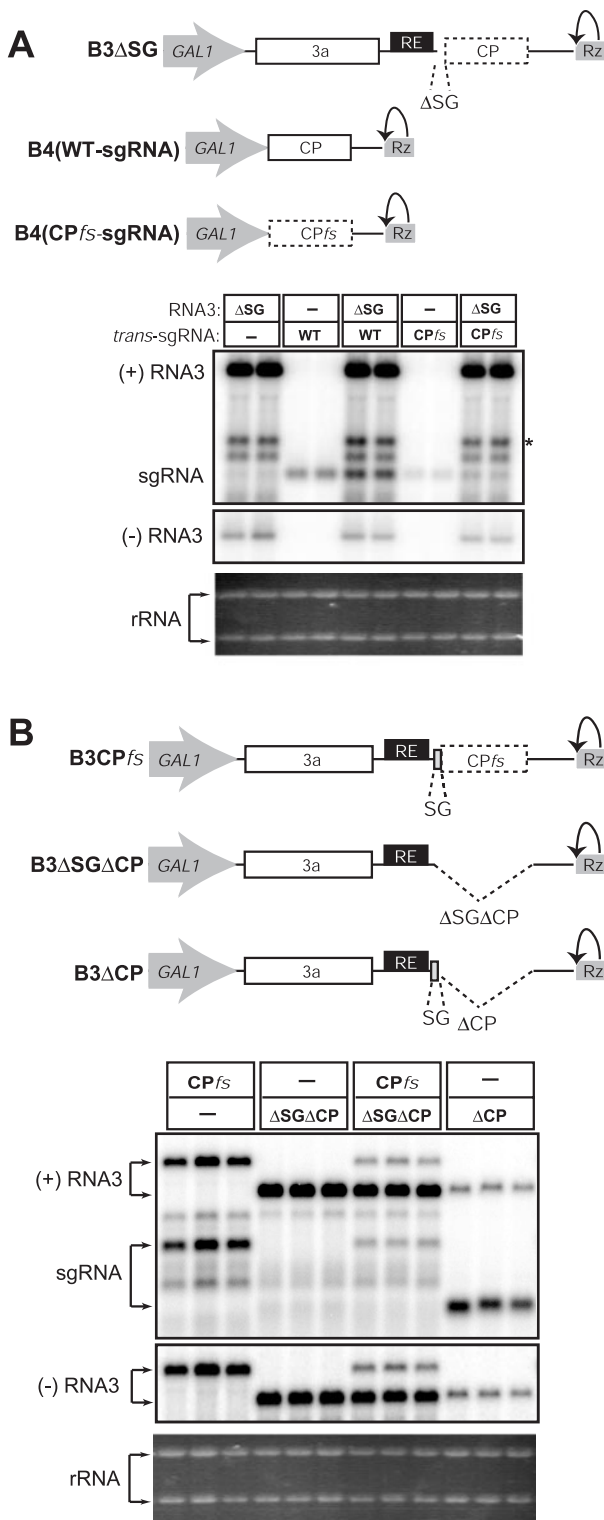 A
B3ΔSG GAL1 3a RE CP Rz
ΔSG
B4(WT-sgRNA) GAL1 CP Rz
B4(CPfs-sgRNA) GAL1 CPfs Rz
RNA3: ΔSG — ΔSG — ΔSG
trans-sgRNA: — WT WT CPfs CPfs
(+) RNA3
*
sgRNA
(-) RNA3
rRNA
B
B3CPfs GAL1 3a RE CPfs Rz
SG
B3ΔSGΔCP GAL1 3a RE Rz
ΔSGΔCP
B3ΔCP GAL1 3a RE Rz
SG ΔCP
CPfs — CPfs —
— ΔSGΔCP ΔSGΔCP ΔCP
(+) RNA3
sgRNA
(-) RNA3
rRNA